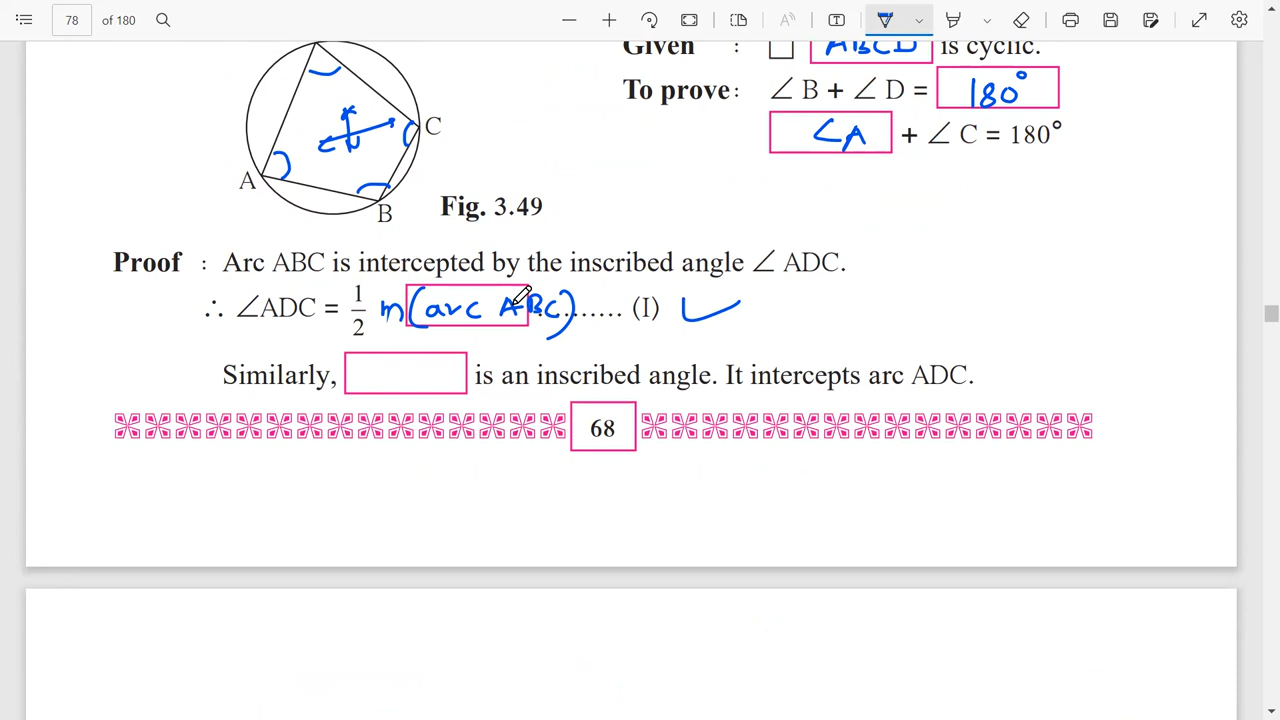 78 of 180
Given : □ ABCD is cyclic.
To prove : ∠ B + ∠ D = 180°
∠A + ∠ C = 180°
C
A
B
Fig. 3.49
Proof : Arc ABC is intercepted by the inscribed angle ∠ ADC.
∴ ∠ADC = 1/2 m(arc ABC) ......... (I)
Similarly, is an inscribed angle. It intercepts arc ADC.
68